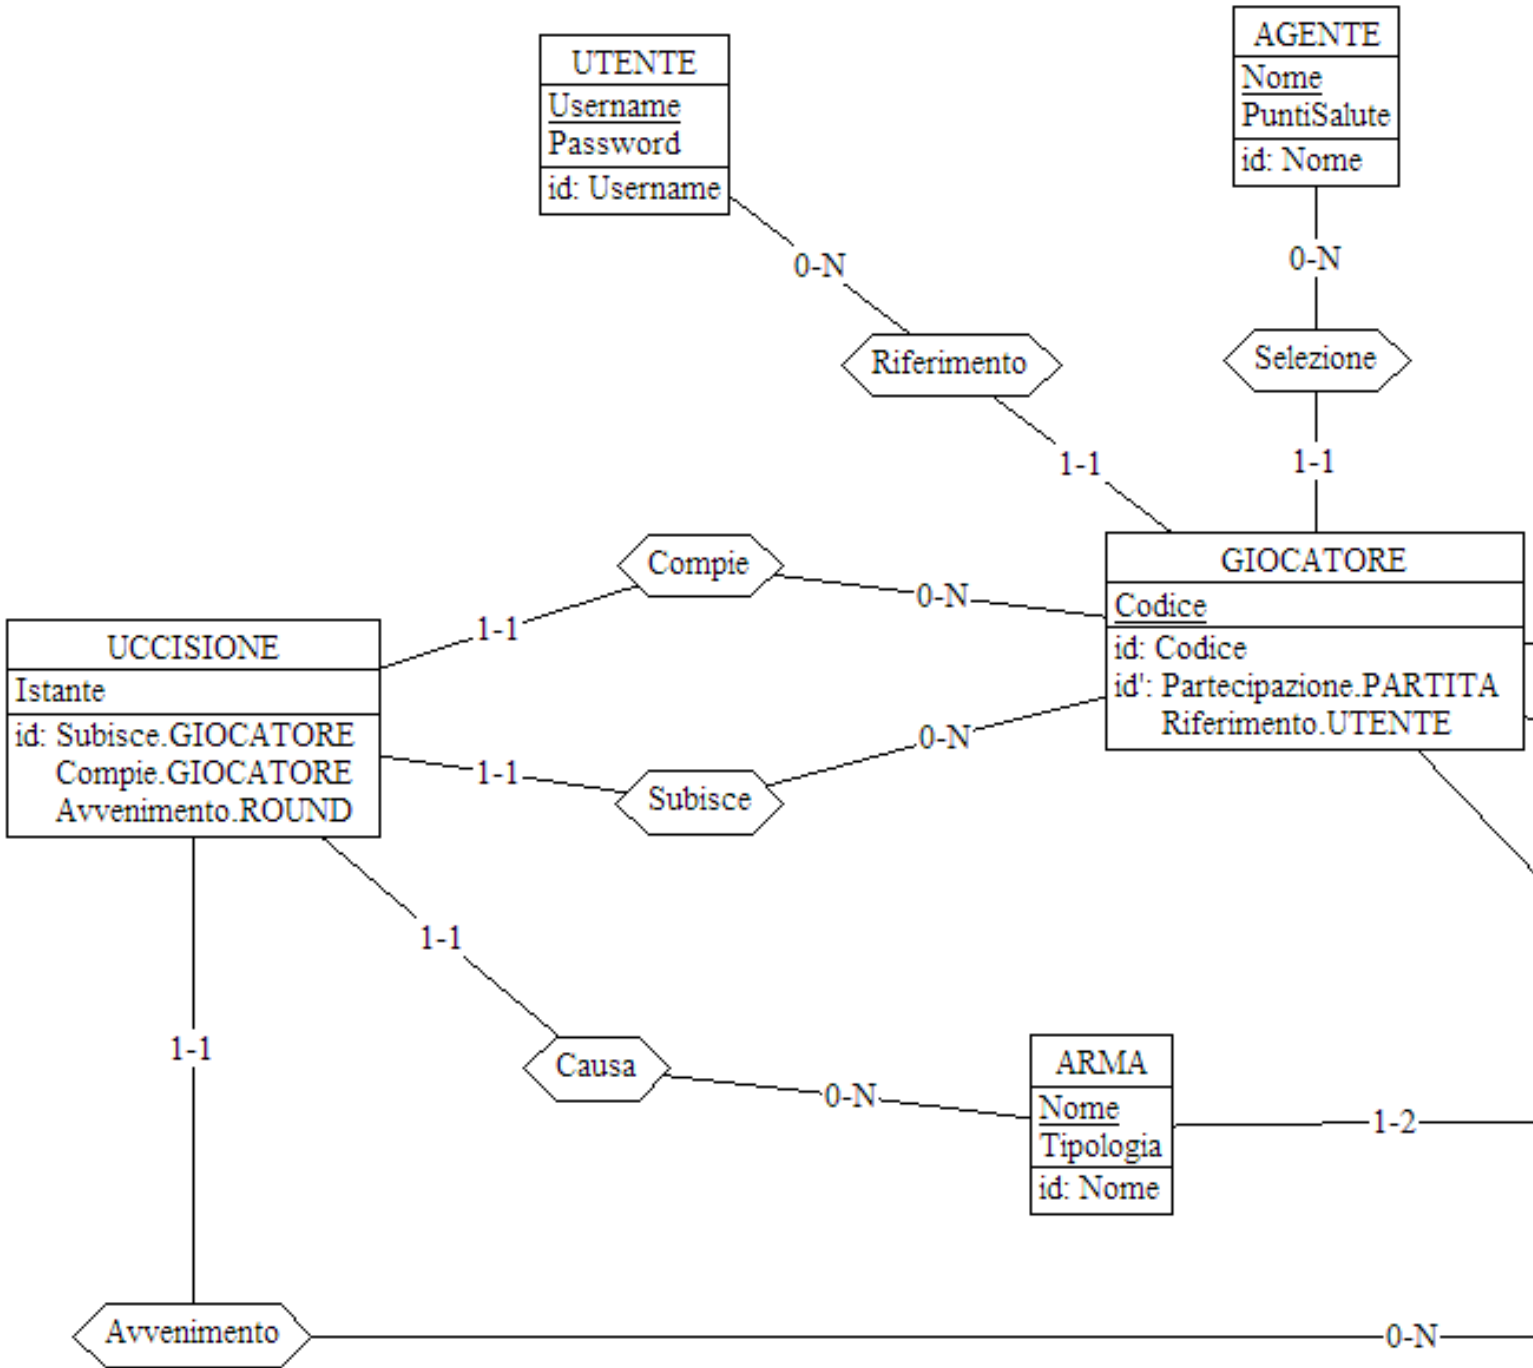 AGENTE
Nome
PuntiSalute
id: Nome
UTENTE
Username
Password
id: Username
0-N
0-N
Riferimento
Selezione
1-1
1-1
Compie
0-N
1-1
GIOCATORE
Codice
id: Codice
id': Partecipazione.PARTITA
Riferimento.UTENTE
UCCISIONE
Istante
id: Subisce.GIOCATORE
Compie.GIOCATORE
Avvenimento.ROUND
0-N
1-1
Subisce
1-1
1-1
Causa
0-N
ARMA
Nome
Tipologia
id: Nome
1-2
Avvenimento
0-N